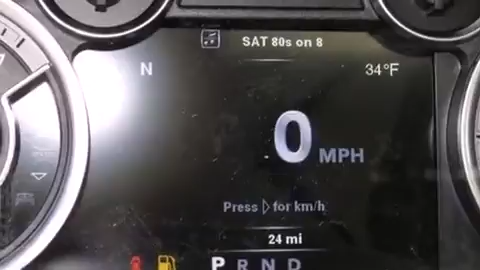 SAT 80s on 8
N 34°F
0 MPH
Press ▷ for km/h
24 mi
P R N D